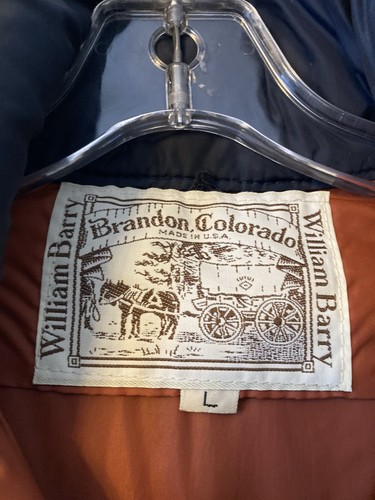 William Barry
Brandon, Colorado
MADE IN U.S.A.
William Barry
L